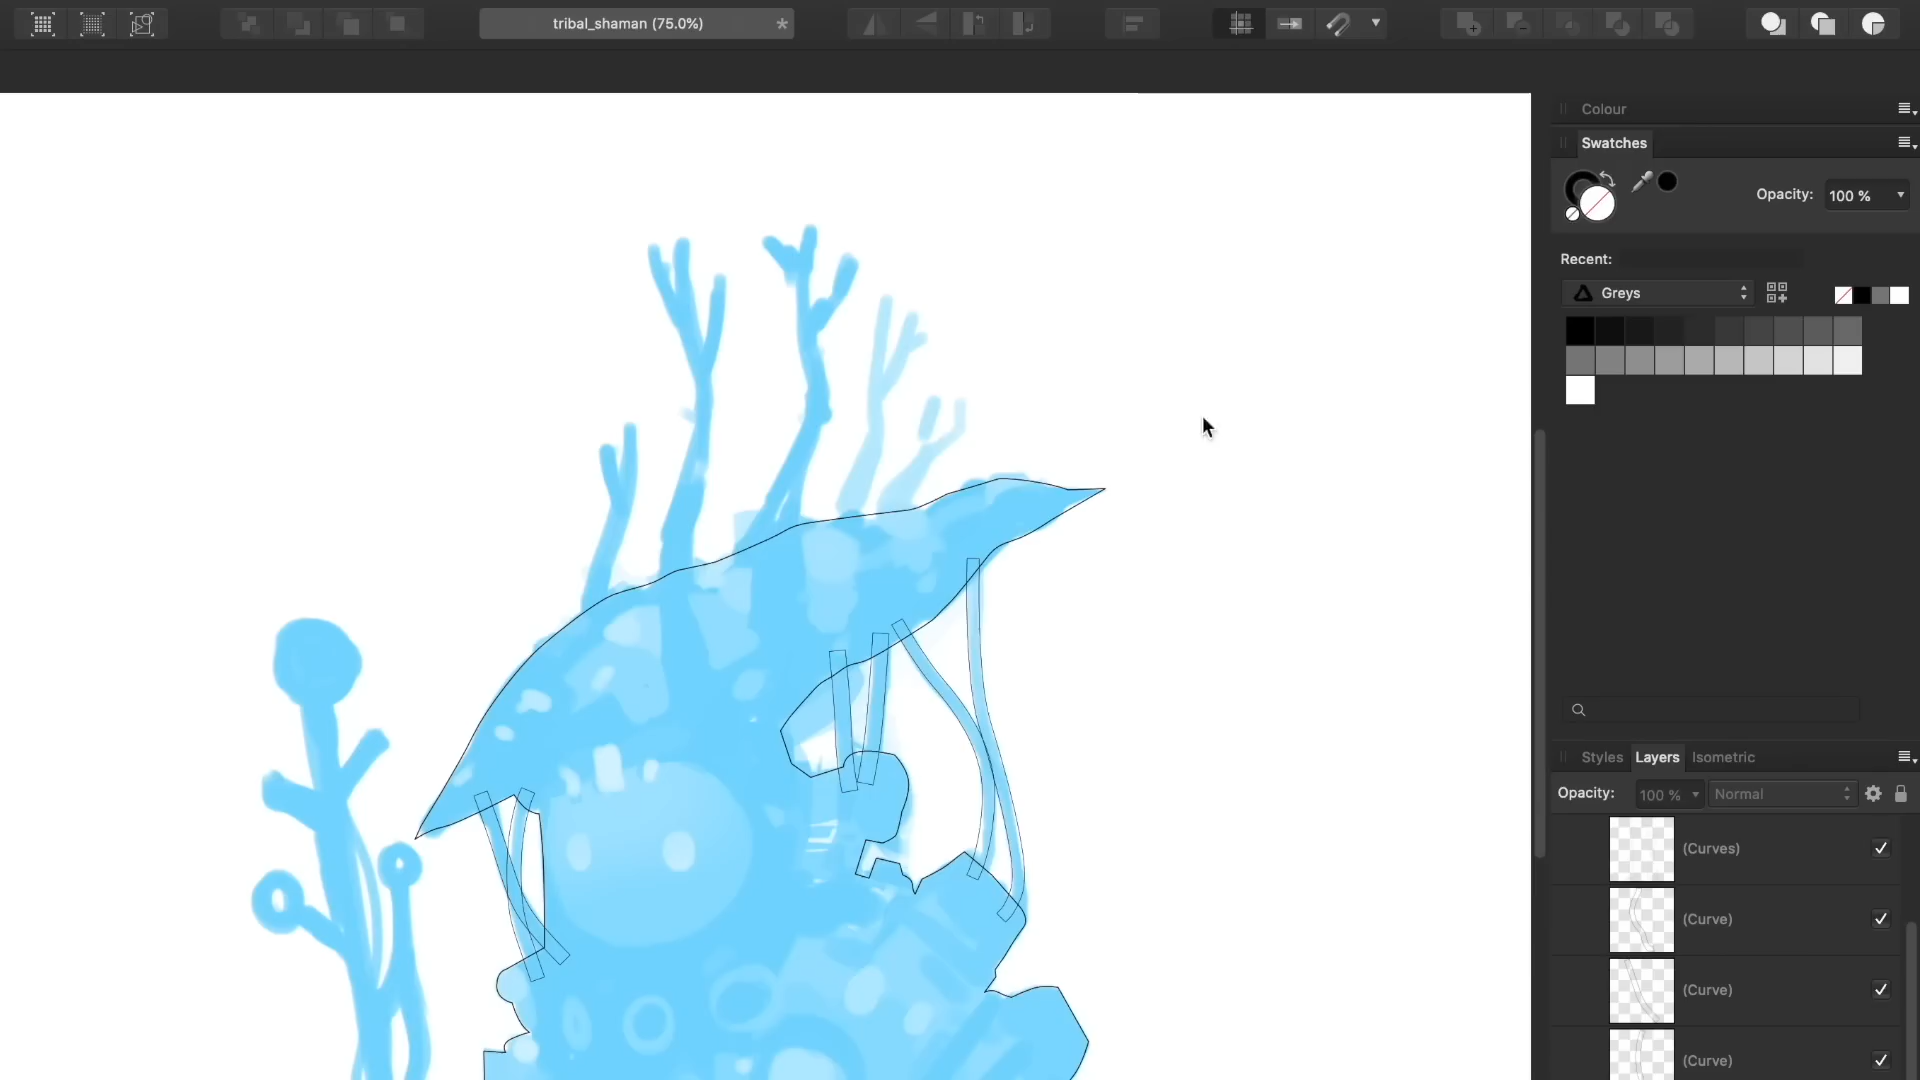 tribal_shaman (75.0%)
*
Colour
Swatches
Opacity: 100 %
Recent:
Greys
Styles Layers Isometric
Opacity: 100 % Normal
(Curves)
(Curve)
(Curve)
(Curve)